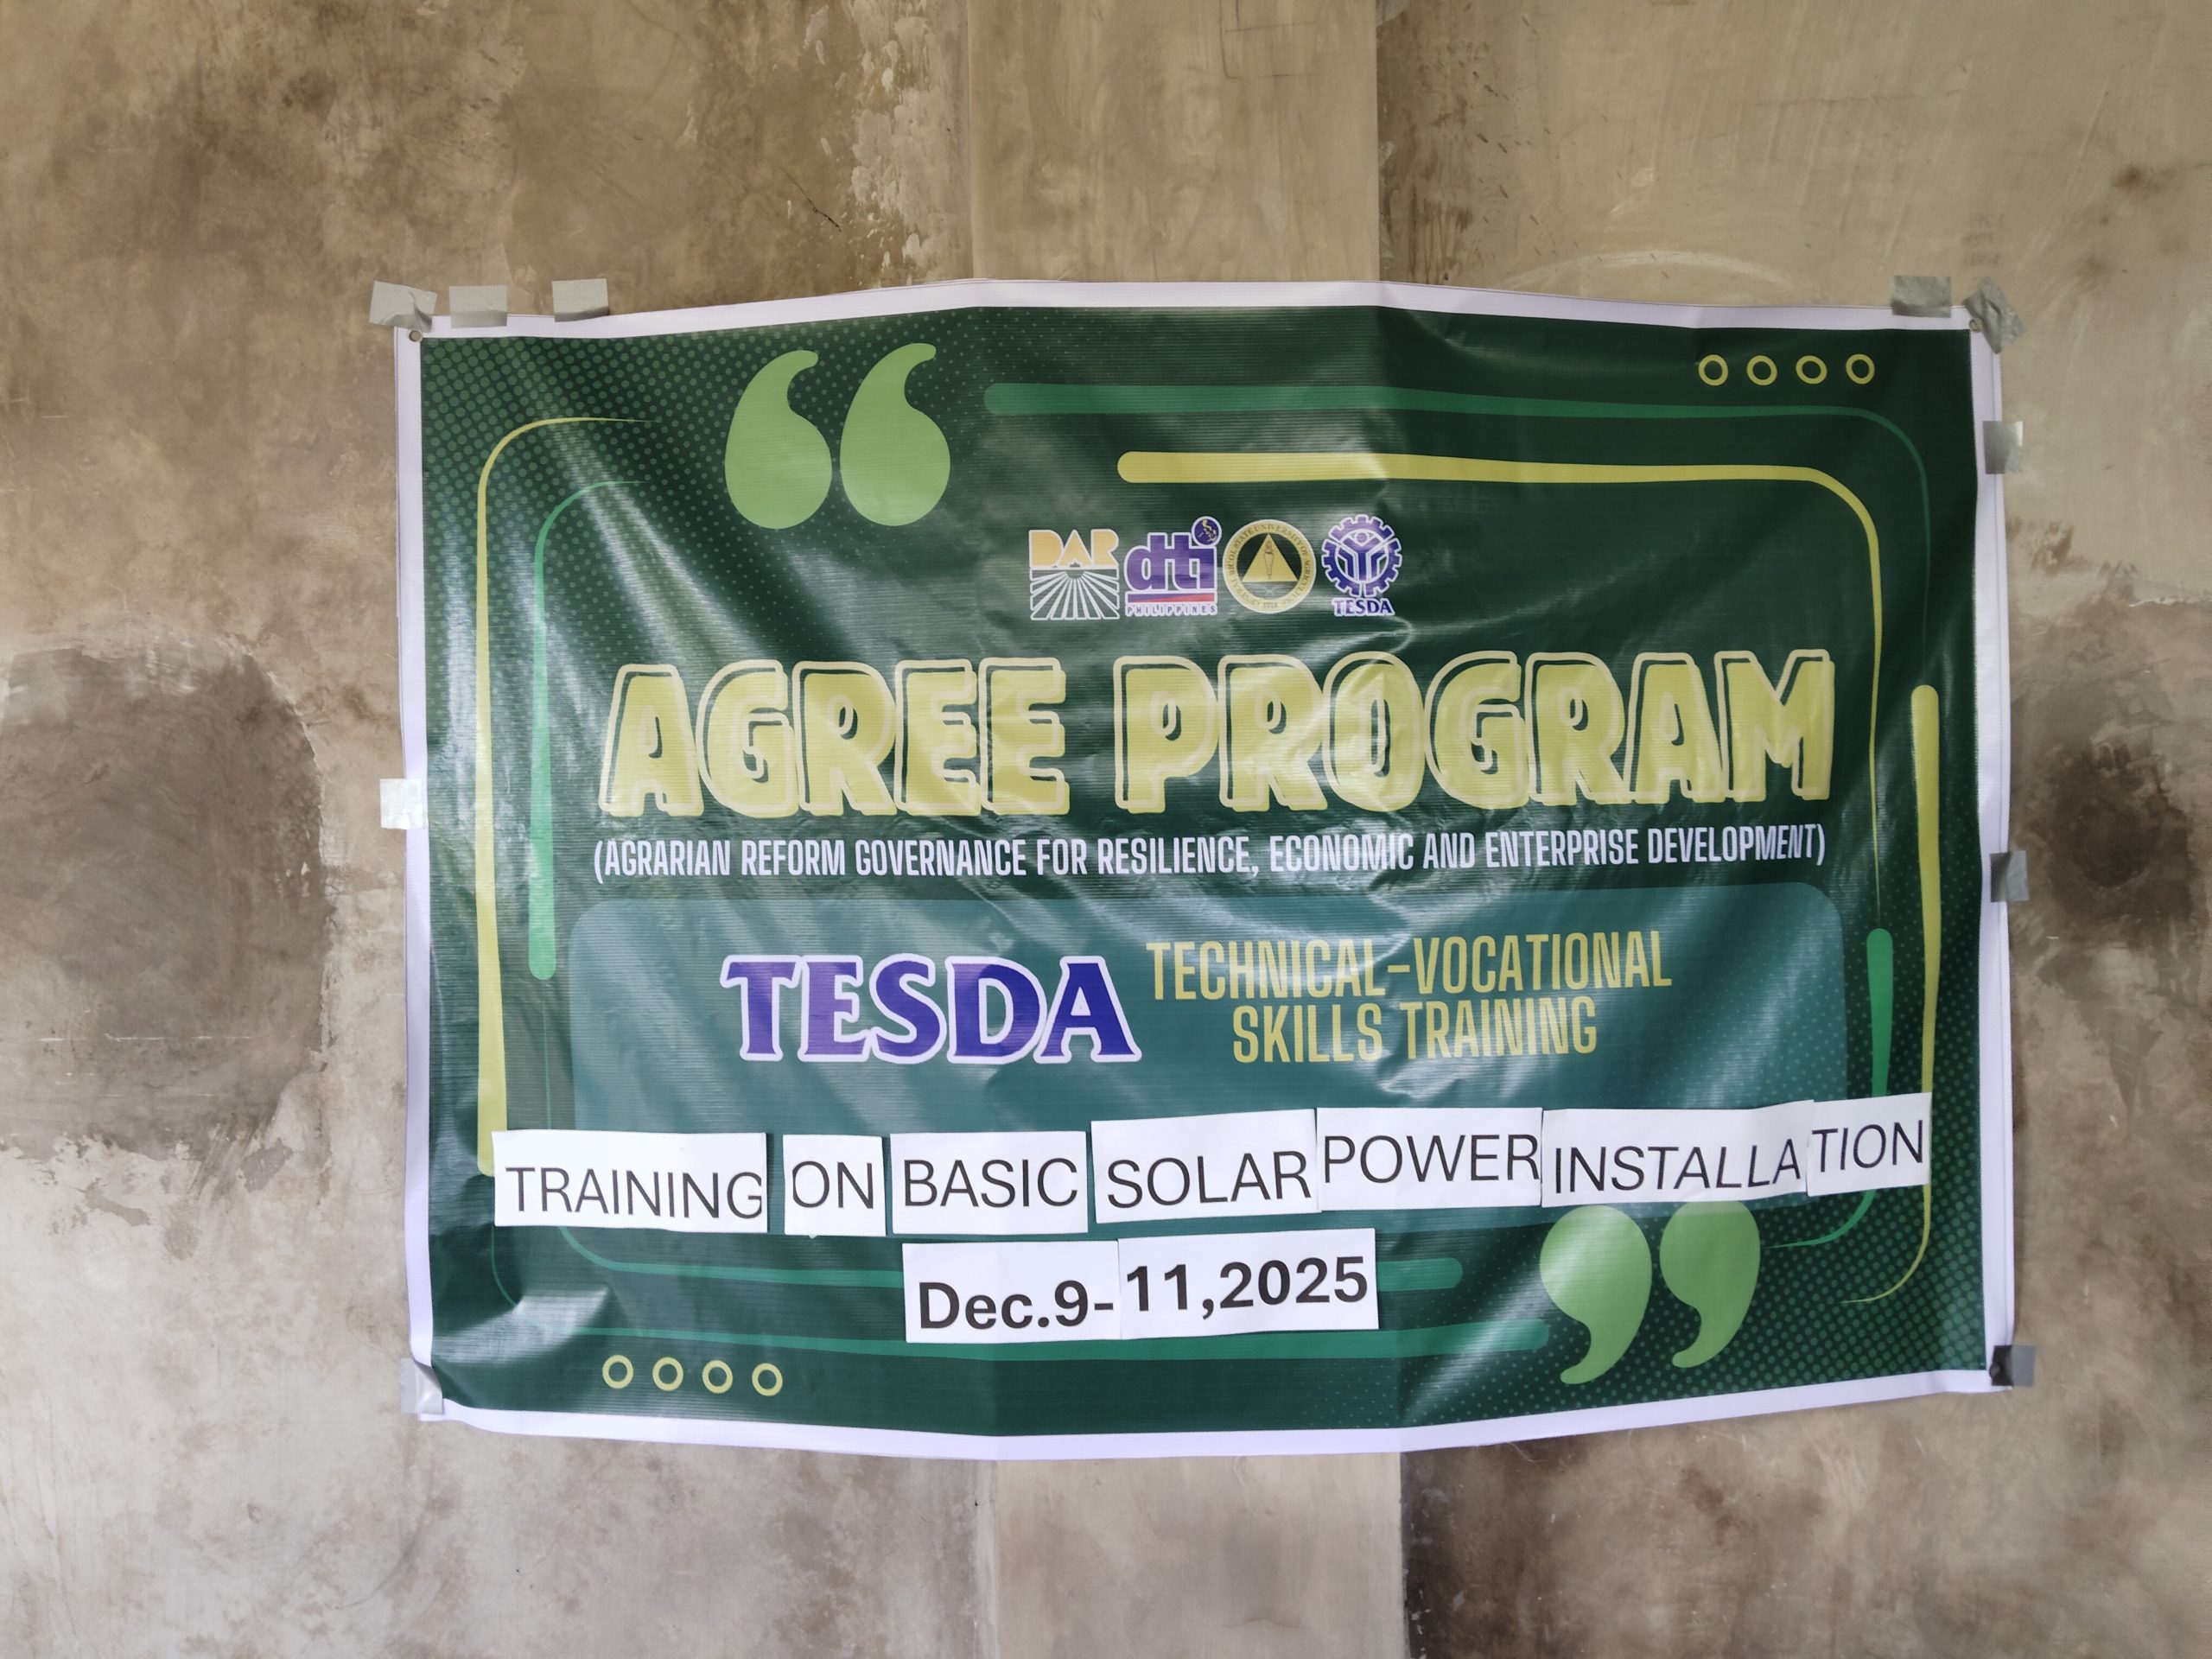 DAR
dti
PHILIPPINES
TESDA
AGREE PROGRAM
(AGRARIAN REFORM GOVERNANCE FOR RESILIENCE, ECONOMIC AND ENTERPRISE DEVELOPMENT)
TESDA TECHNICAL-VOCATIONAL
SKILLS TRAINING
TRAINING ON BASIC SOLAR POWER INSTALLATION
Dec.9-11,2025